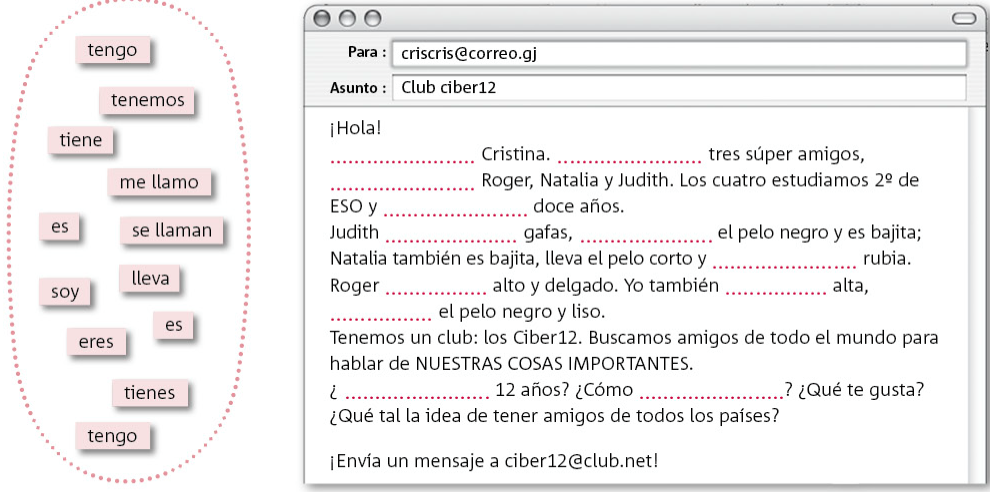 tengo
tenemos
tiene
me llamo
es
se llaman
lleva
soy
es
eres
tienes
tengo
Para : criscris@correo.gj
Asunto : Club ciber12
¡Hola!
........................ Cristina. ........................ tres súper amigos,
........................ Roger, Natalia y Judith. Los cuatro estudiamos 2º de
ESO y ........................ doce años.
Judith ...................... gafas, ...................... el pelo negro y es bajita;
Natalia también es bajita, lleva el pelo corto y ........................ rubia.
Roger ................. alto y delgado. Yo también ................. alta,
................. el pelo negro y liso.
Tenemos un club: los Ciber12. Buscamos amigos de todo el mundo para
hablar de NUESTRAS COSAS IMPORTANTES.
¿ ........................ 12 años? ¿Cómo ........................? ¿Qué te gusta?
¿Qué tal la idea de tener amigos de todos los países?
¡Envía un mensaje a ciber12@club.net!